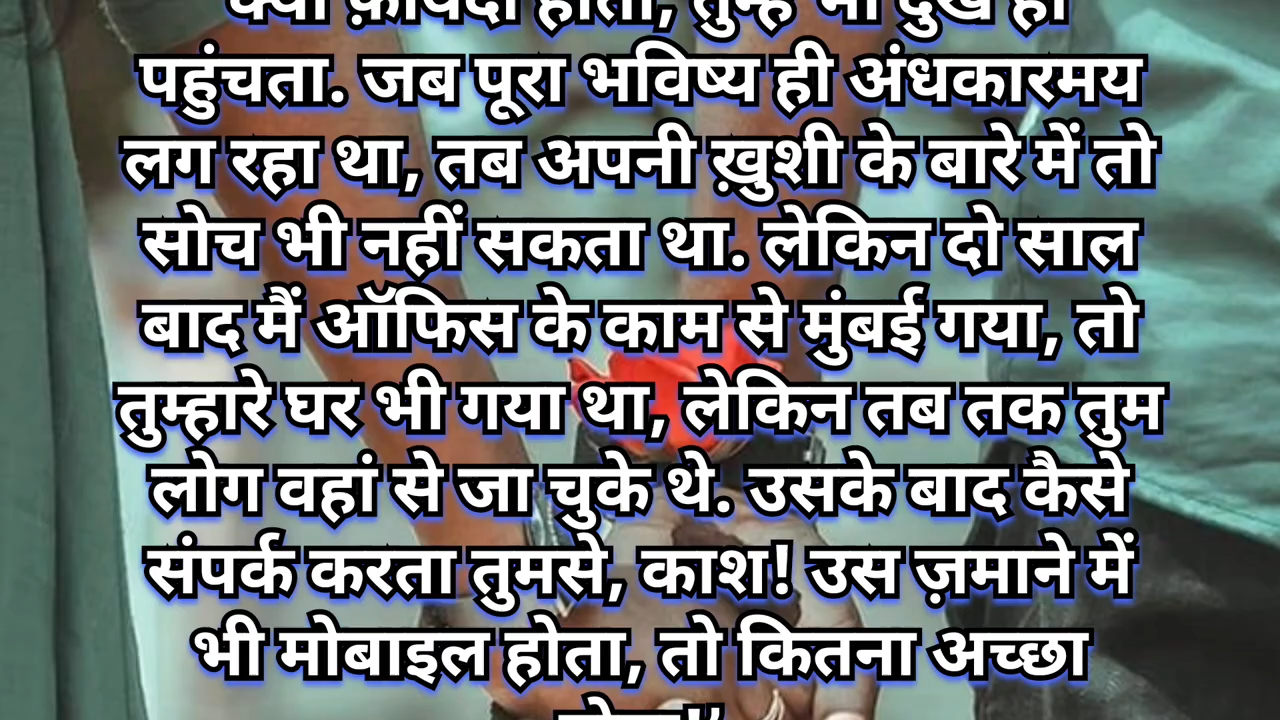 क्या फ़ायदा होता, तुम्हें भी दुख ही
पहुंचता. जब पूरा भविष्य ही अंधकारमय
लग रहा था, तब अपनी ख़ुशी के बारे में तो
सोच भी नहीं सकता था. लेकिन दो साल
बाद मैं ऑफिस के काम से मुंबई गया, तो
तुम्हारे घर भी गया था, लेकिन तब तक तुम
लोग वहां से जा चुके थे. उसके बाद कैसे
संपर्क करता तुमसे, काश! उस ज़माने में
भी मोबाइल होता, तो कितना अच्छा